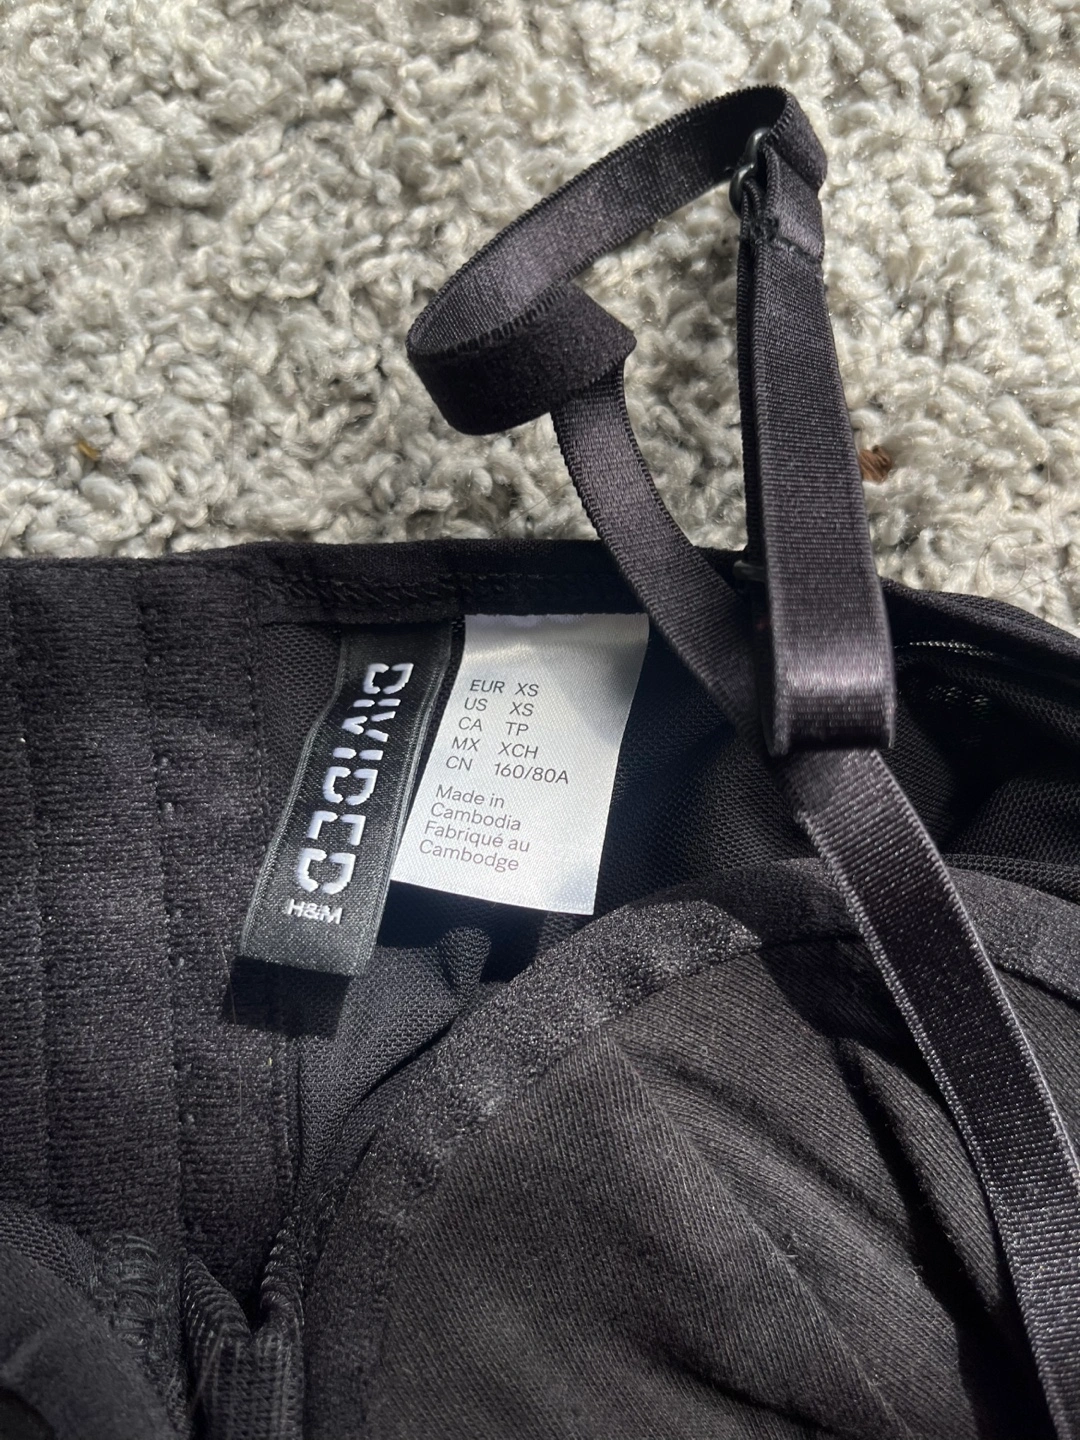 DIVIDED
H&M
EUR XS
US XS
CA TP
MX XCH
CN 160/80A
Made in
Cambodia
Fabriqué au
Cambodge